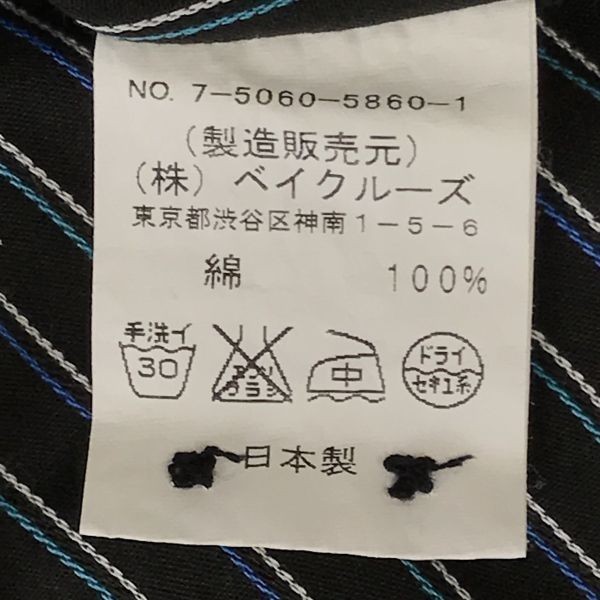 NO. 7-5060-5860-1
(製造販売元)
(株) ベイクルーズ
東京都渋谷区神南1-5-6
綿 100%
手洗イ
30
エンソ
サラシ
中
ドライ
セキユ系
日本製